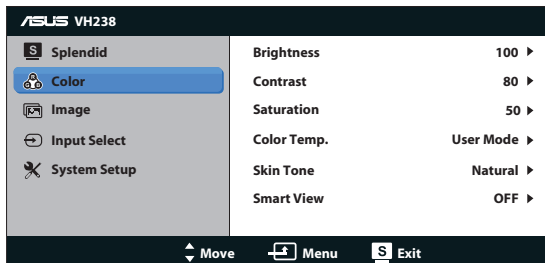 ASUS VH238
S Splendid
Color
Image
Input Select
System Setup
Brightness 100
Contrast 80
Saturation 50
Color Temp. User Mode
Skin Tone Natural
Smart View OFF
Move Menu S Exit